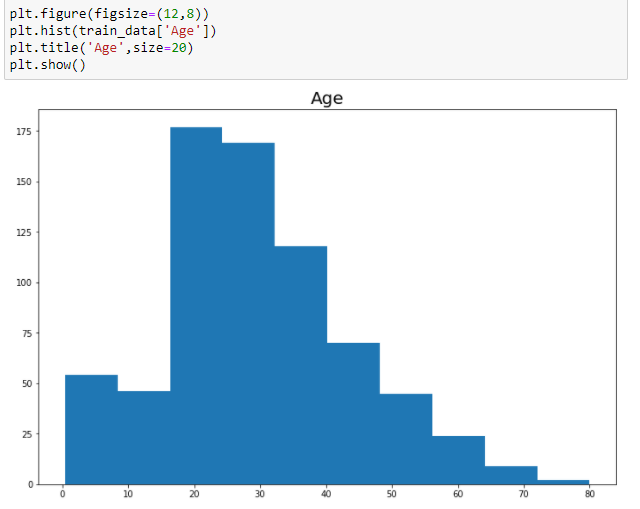 plt.figure(figsize=(12,8))
plt.hist(train_data['Age'])
plt.title('Age',size=20)
plt.show()
Age
175
150
125
100
75
50
25
0
0 10 20 30 40 50 60 70 80